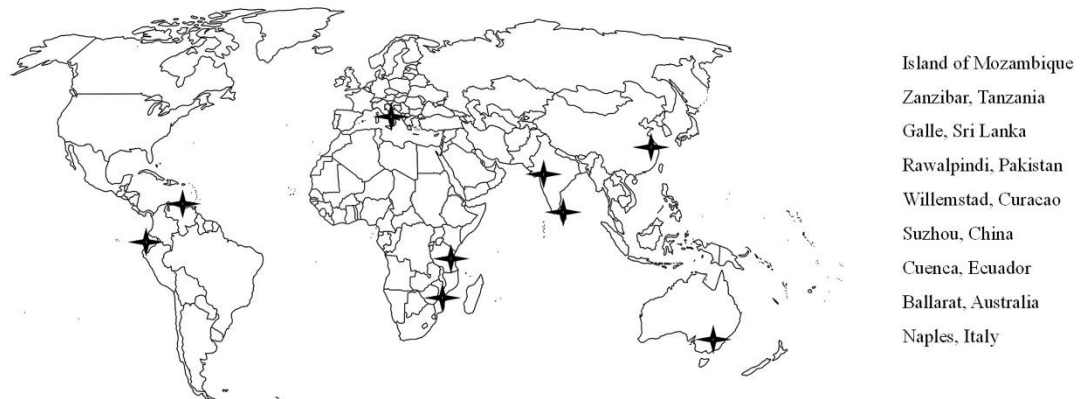 Island of Mozambique
Zanzibar, Tanzania
Galle, Sri Lanka
Rawalpindi, Pakistan
Willemstad, Curacao
Suzhou, China
Cuenca, Ecuador
Ballarat, Australia
Naples, Italy